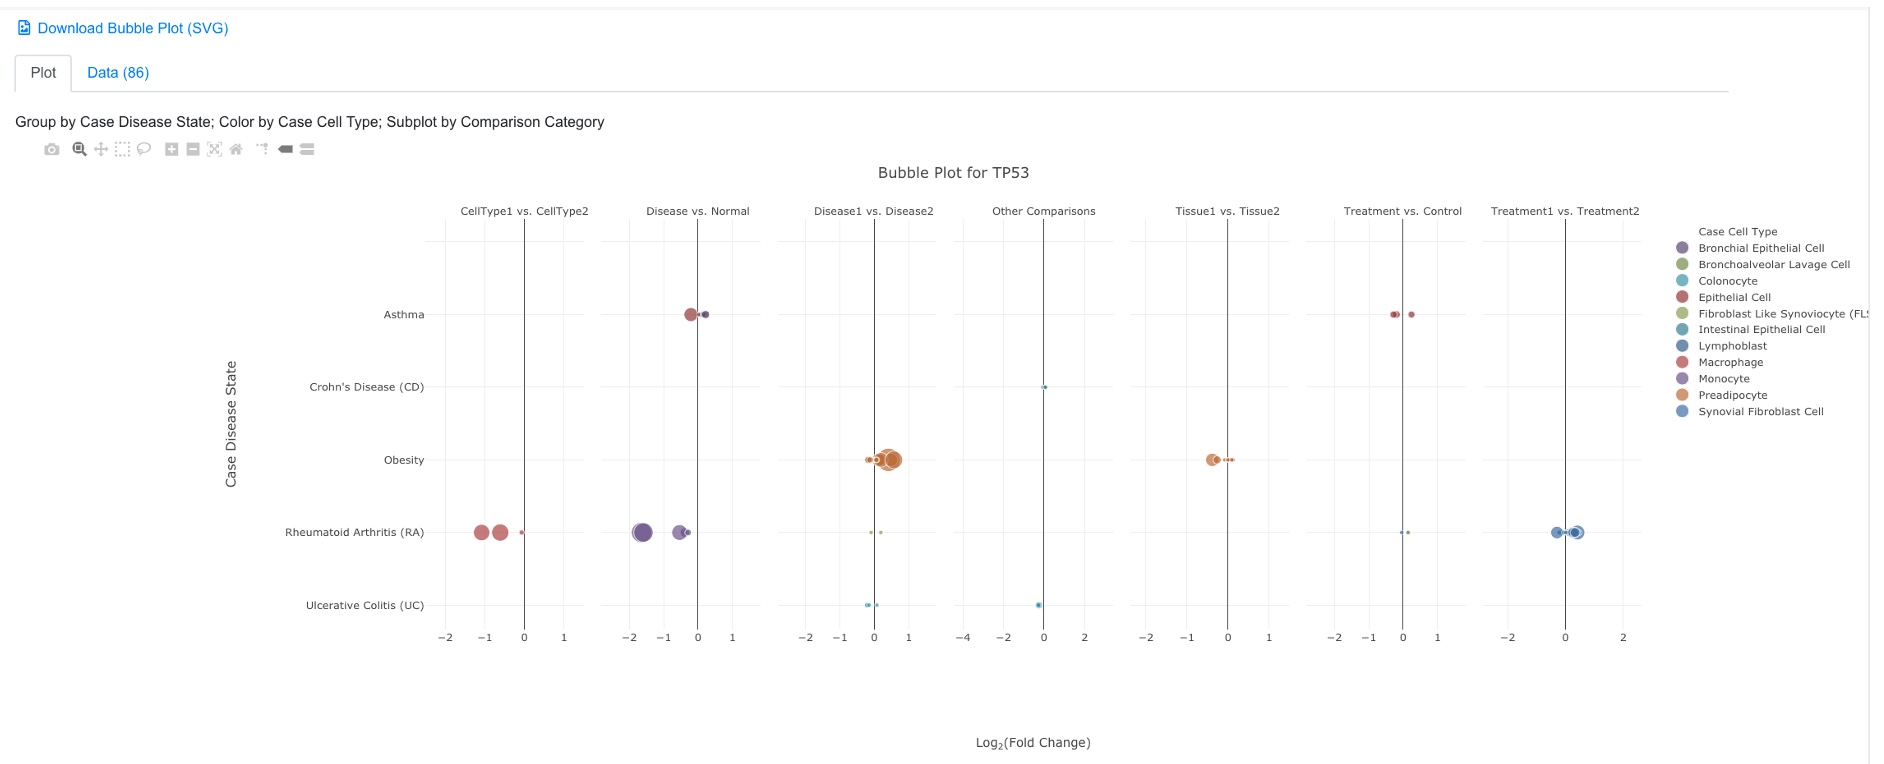 Download Bubble Plot (SVG)
Plot
Data (86)
Group by Case Disease State; Color by Case Cell Type; Subplot by Comparison Category
Bubble Plot for TP53
CellType1 vs. CellType2
Disease vs. Normal
Disease1 vs. Disease2
Other Comparisons
Tissue1 vs. Tissue2
Treatment vs. Control
Treatment1 vs. Treatment2
Case Disease State
Asthma
Crohn's Disease (CD)
Obesity
Rheumatoid Arthritis (RA)
Ulcerative Colitis (UC)
−2 −1 0 1
−2 −1 0 1
−2 −1 0 1
−4 −2 0 2
−2 −1 0 1
−2 −1 0 1
−2 0 2
Log₂(Fold Change)
Case Cell Type
Bronchial Epithelial Cell
Bronchoalveolar Lavage Cell
Colonocyte
Epithelial Cell
Fibroblast Like Synoviocyte (FLS
Intestinal Epithelial Cell
Lymphoblast
Macrophage
Monocyte
Preadipocyte
Synovial Fibroblast Cell